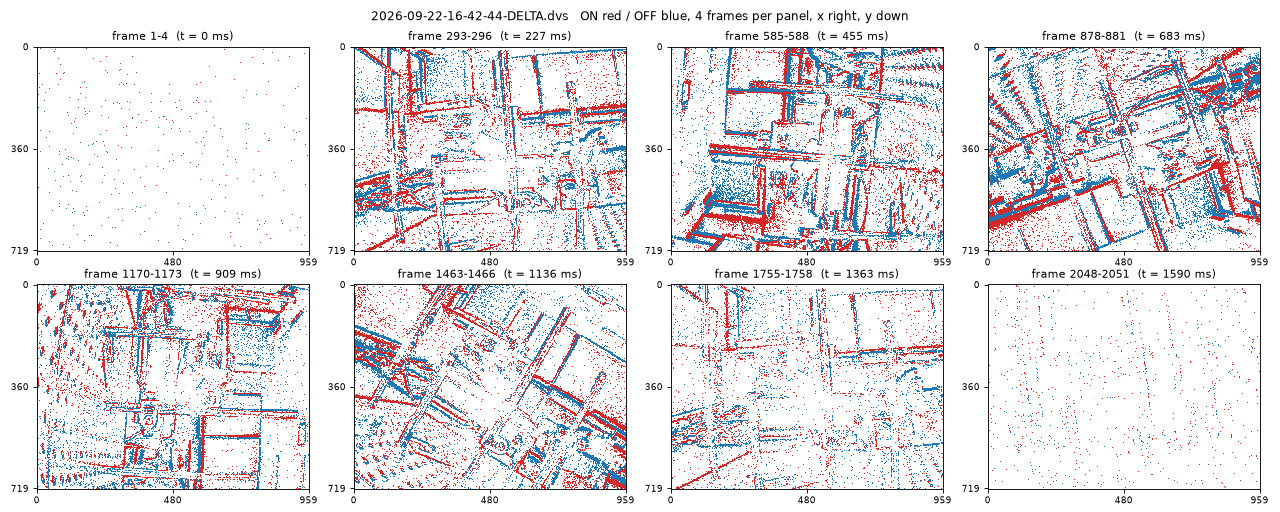 2026-09-22-16-42-44-DELTA.dvs   ON red / OFF blue, 4 frames per panel, x right, y down
frame 1-4  (t = 0 ms)
frame 293-296  (t = 227 ms)
frame 585-588  (t = 455 ms)
frame 878-881  (t = 683 ms)
0 0 0 0
360 360 360 360
719 719 719 719
0 480 959 0 480 959 0 480 959 0 480 959
frame 1170-1173  (t = 909 ms)
frame 1463-1466  (t = 1136 ms)
frame 1755-1758  (t = 1363 ms)
frame 2048-2051  (t = 1590 ms)
0 0 0 0
360 360 360 360
719 719 719 719
0 480 959 0 480 959 0 480 959 0 480 959